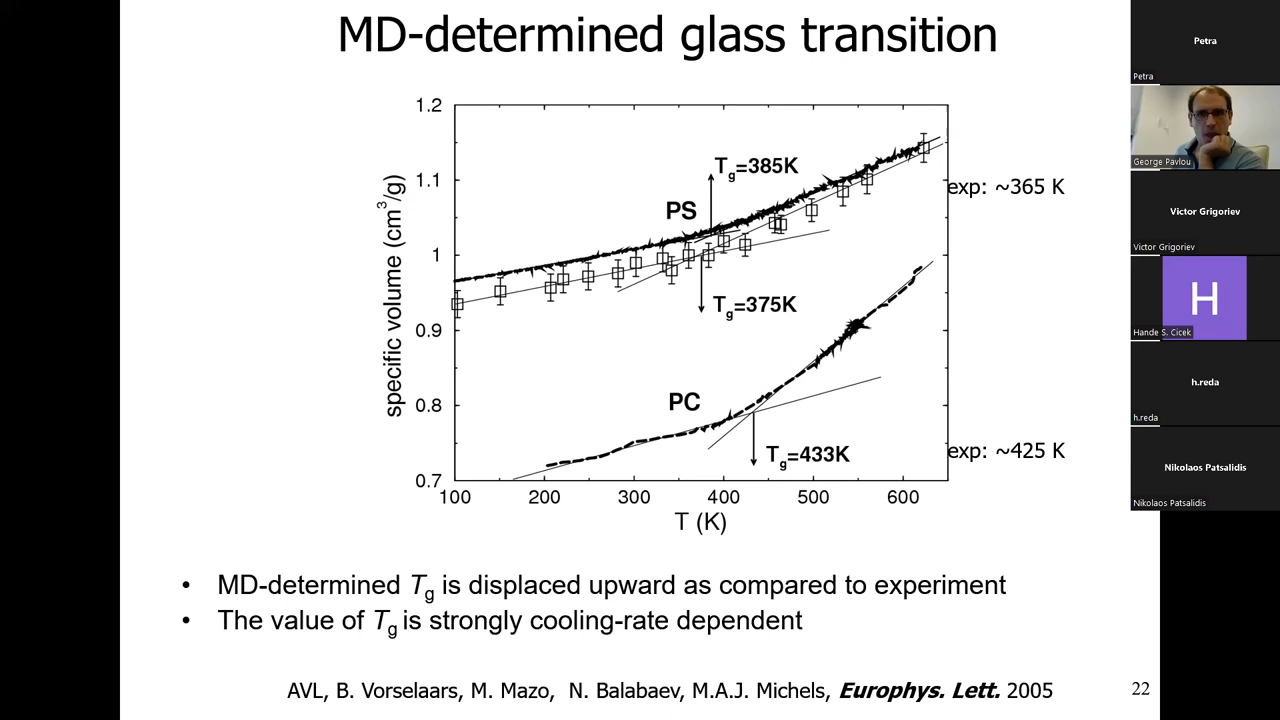 MD-determined glass transition
1.2
1.1
1
0.9
0.8
0.7
specific volume (cm3/g)
Tg=385K
PS
Tg=375K
PC
Tg=433K
exp: ~365 K
exp: ~425 K
100 200 300 400 500 600
T (K)
• MD-determined Tg is displaced upward as compared to experiment
• The value of Tg is strongly cooling-rate dependent
AVL, B. Vorselaars, M. Mazo, N. Balabaev, M.A.J. Michels, Europhys. Lett. 2005
22
Petra
Petra
George Pavlou
Victor Grigoriev
Victor Grigoriev
H
Hande S. Cicek
h.reda
h.reda
Nikolaos Patsalidis
Nikolaos Patsalidis